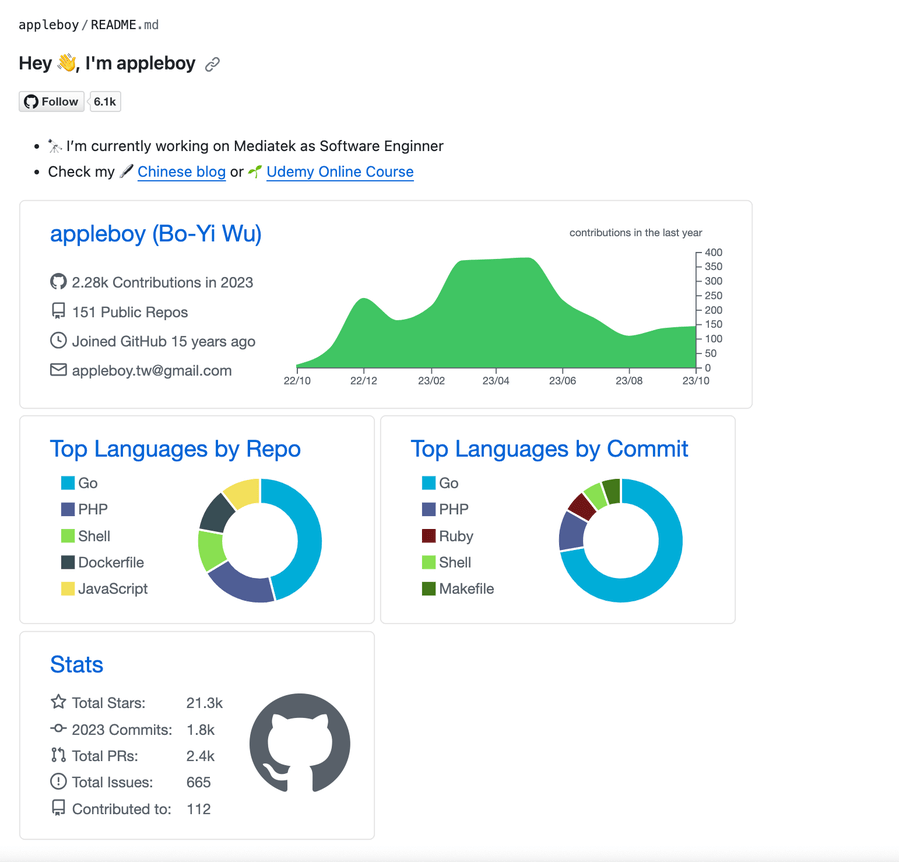 appleboy/README.md
Hey 👋, I'm appleboy
Follow 6.1k
🔭 I'm currently working on Mediatek as Software Enginner
Check my 🖋 Chinese blog or 🌱 Udemy Online Course
appleboy (Bo-Yi Wu)
contributions in the last year
2.28k Contributions in 2023
151 Public Repos
Joined GitHub 15 years ago
appleboy.tw@gmail.com
400
350
300
250
200
150
100
50
0
22/10 22/12 23/02 23/04 23/06 23/08 23/10
Top Languages by Repo
Go
PHP
Shell
Dockerfile
JavaScript
Top Languages by Commit
Go
PHP
Ruby
Shell
Makefile
Stats
Total Stars: 21.3k
2023 Commits: 1.8k
Total PRs: 2.4k
Total Issues: 665
Contributed to: 112